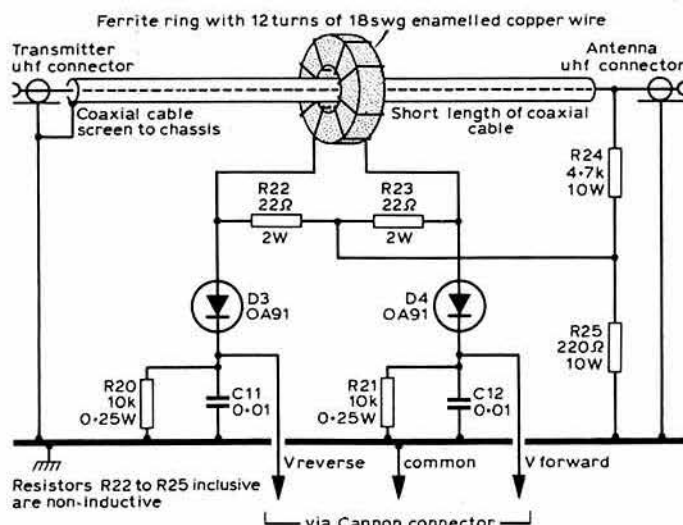 Ferrite ring with 12 turns of 18swg enamelled copper wire
Transmitter
uhf connector
Antenna
uhf connector
Coaxial cable
screen to chassis
Short length of coaxial
cable
R24
4·7k
10W
R22
22Ω
2W
R23
22Ω
2W
D3
OA91
D4
OA91
R25
220Ω
10W
R20
10k
0·25W
C11
0·01
R21
10k
0·25W
C12
0·01
V reverse
common
V forward
Resistors R22 to R25 inclusive
are non-inductive
via Cannon connector